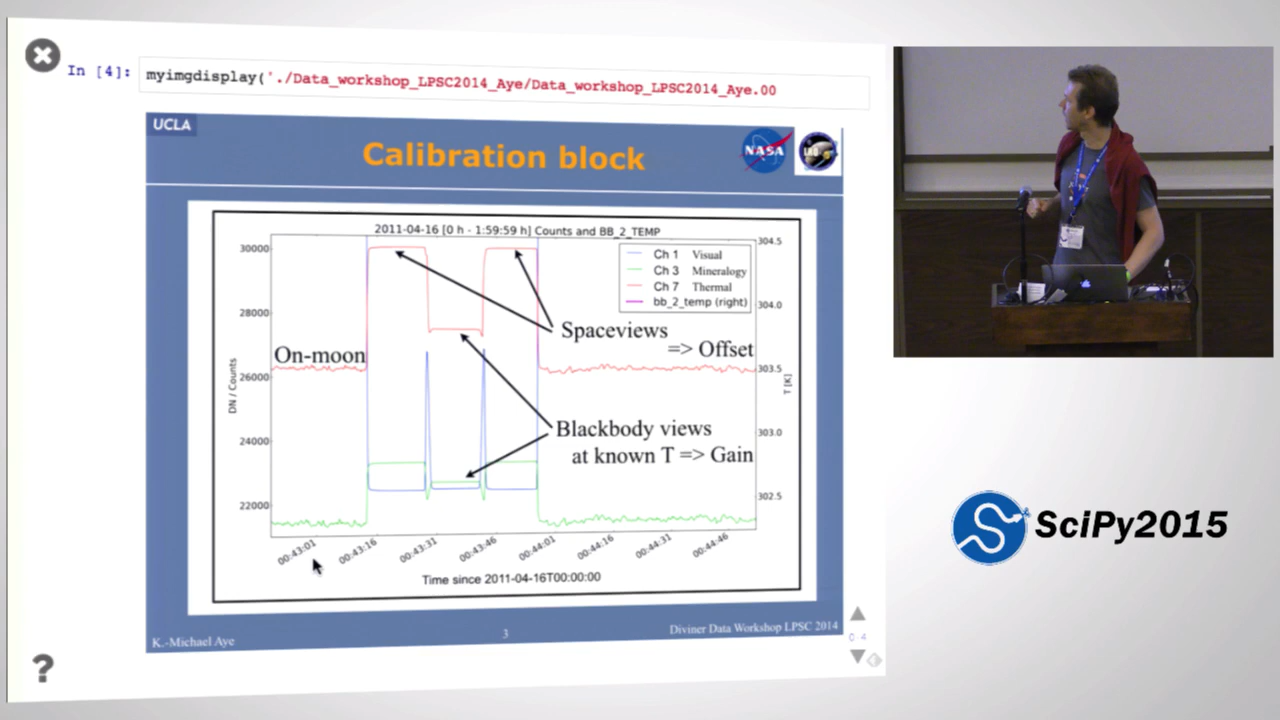 In [4]: myimgdisplay('./Data_workshop_LPSC2014_Aye/Data_workshop_LPSC2014_Aye.00
UCLA
Calibration block
NASA
2011-04-16 [0 h - 1:59:59 h] Counts and BB_2_TEMP
30000
28000
26000
24000
22000
DN / Counts
304.5
304.0
303.5
303.0
302.5
T [K]
Ch 1 Visual
Ch 3 Mineralogy
Ch 7 Thermal
bb_2_temp (right)
On-moon
Spaceviews
=> Offset
Blackbody views
at known T => Gain
00:43:01
00:43:16
00:43:31
00:43:46
00:44:01
00:44:16
00:44:31
00:44:46
Time since 2011-04-16T00:00:00
K.-Michael Aye
3
Diviner Data Workshop LPSC 2014
0-4
?
SciPy2015